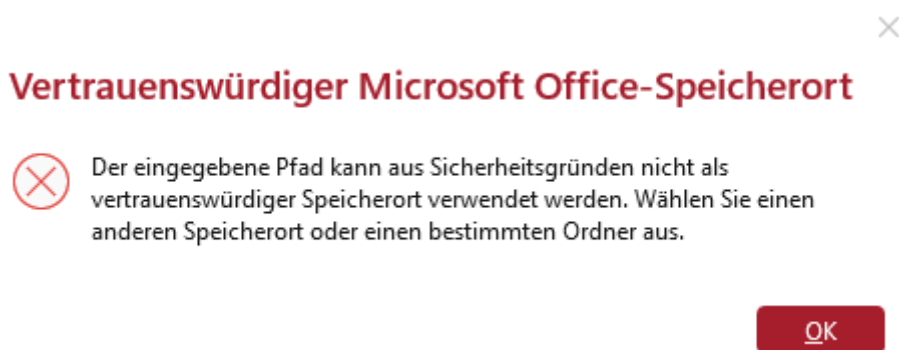 Vertrauenswürdiger Microsoft Office-Speicherort
Der eingegebene Pfad kann aus Sicherheitsgründen nicht als
vertrauenswürdiger Speicherort verwendet werden. Wählen Sie einen
anderen Speicherort oder einen bestimmten Ordner aus.
OK